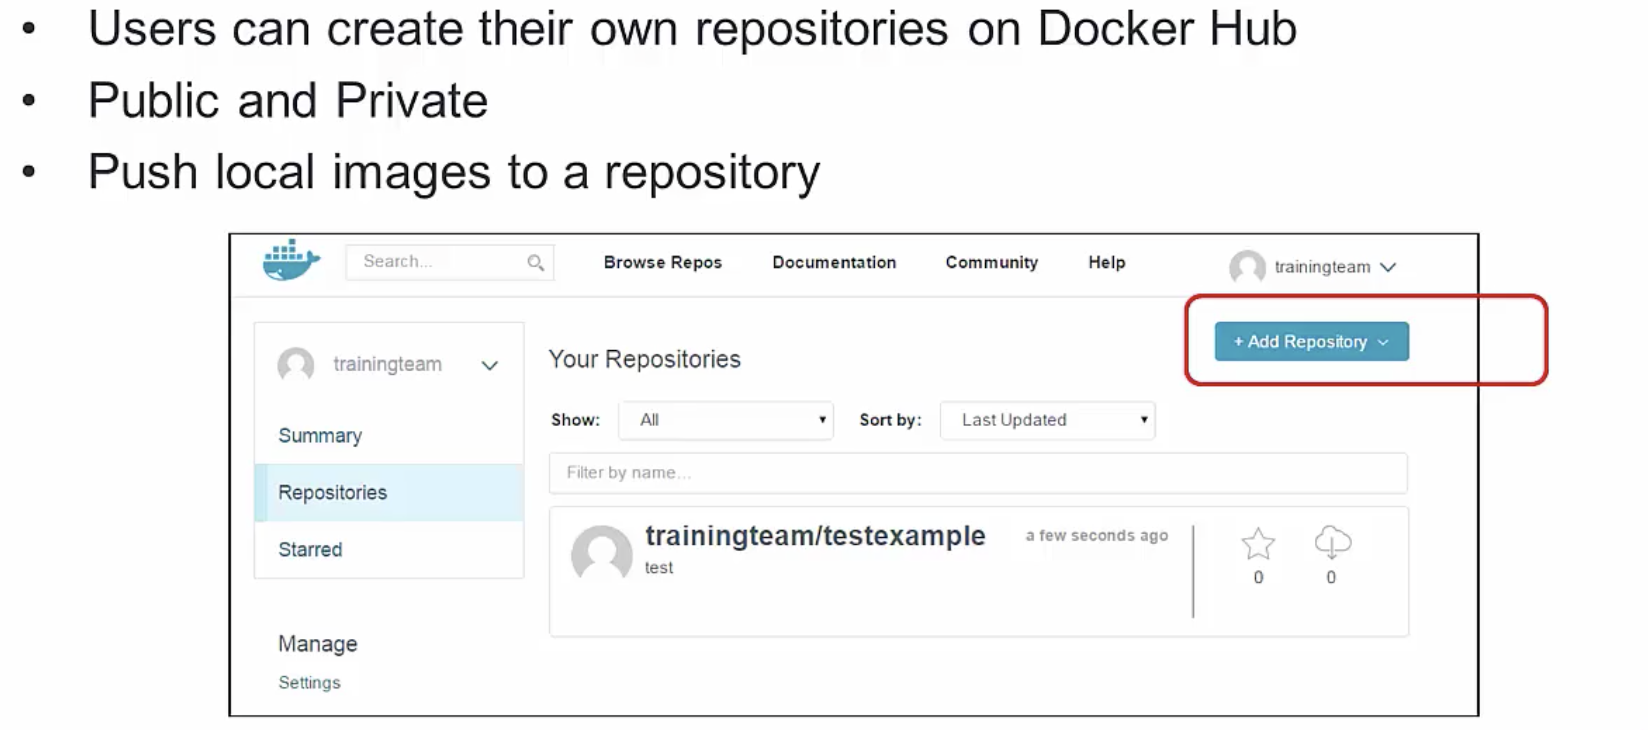 • Users can create their own repositories on Docker Hub
• Public and Private
• Push local images to a repository
Search... Browse Repos Documentation Community Help trainingteam
+ Add Repository
trainingteam
Summary
Repositories
Starred
Manage
Settings
Your Repositories
Show: All Sort by: Last Updated
Filter by name...
trainingteam/testexample a few seconds ago
test
0 0